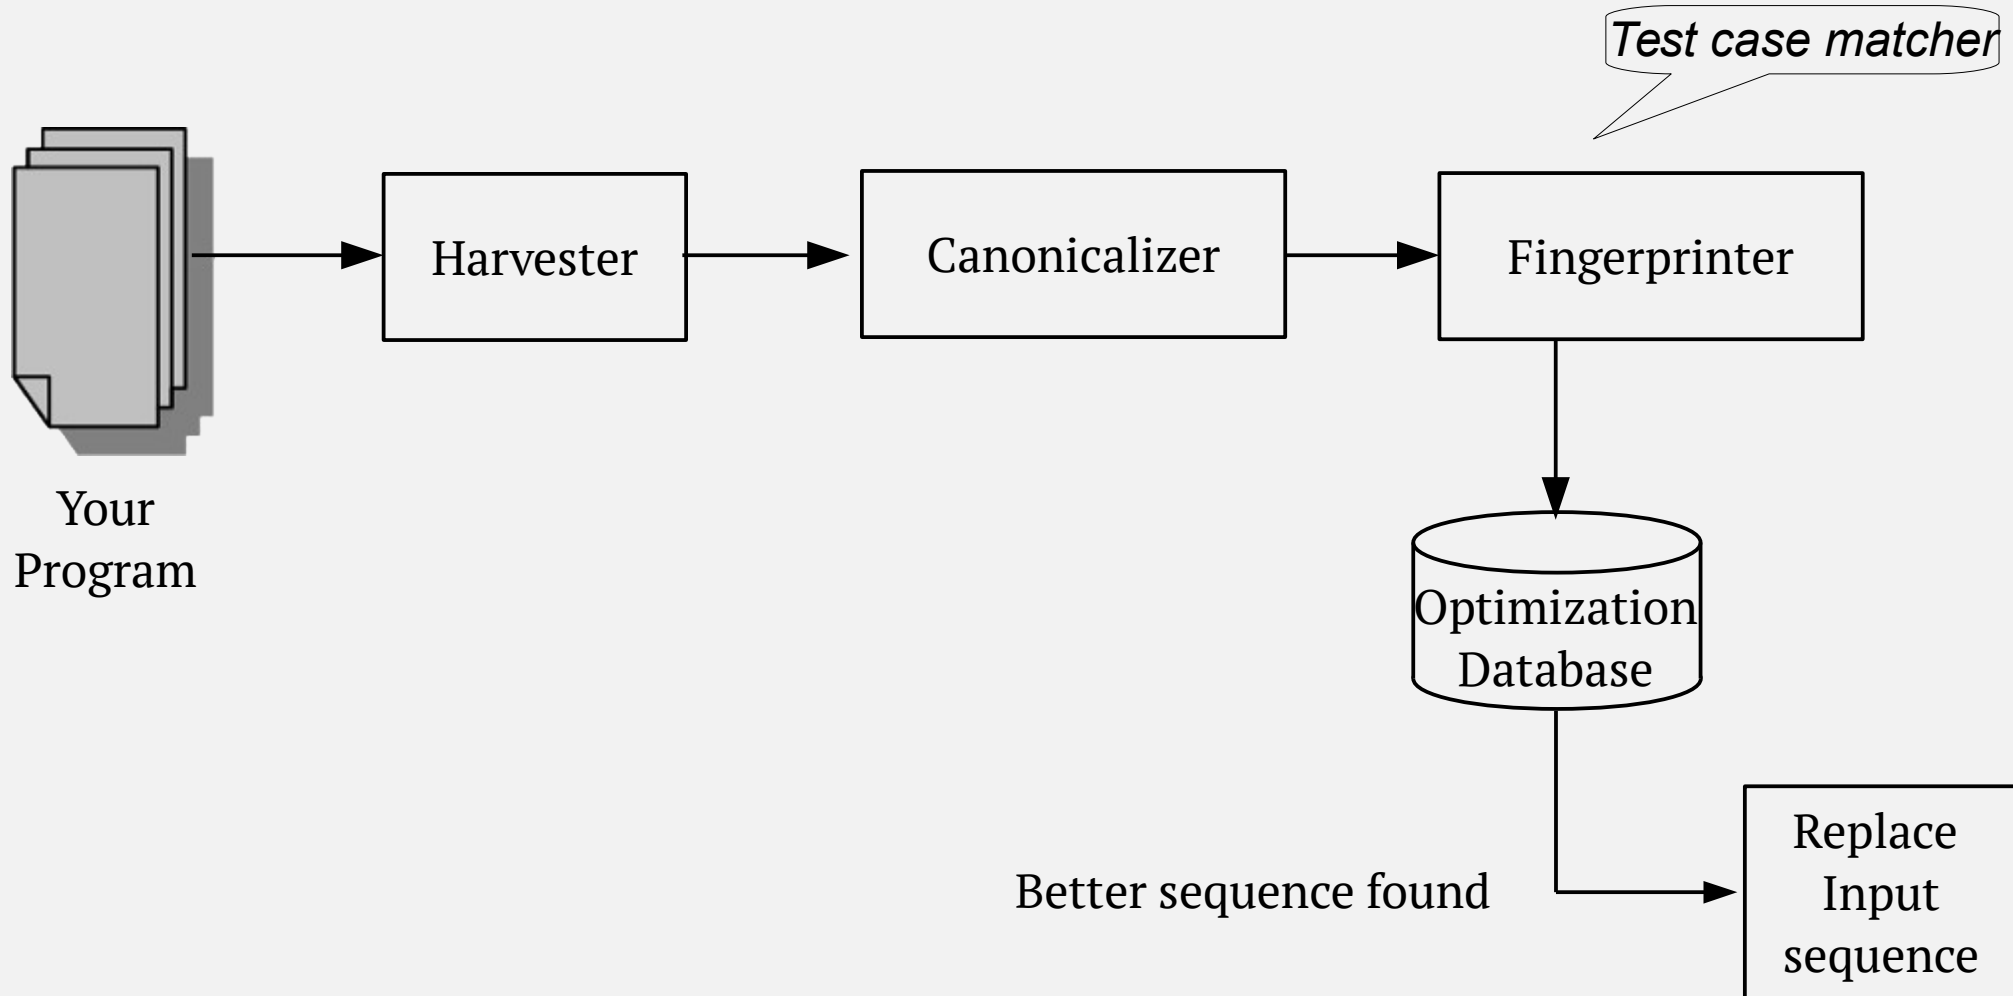 Test case matcher
Harvester
Canonicalizer
Fingerprinter
Your
Program
Optimization
Database
Better sequence found
Replace
Input
sequence